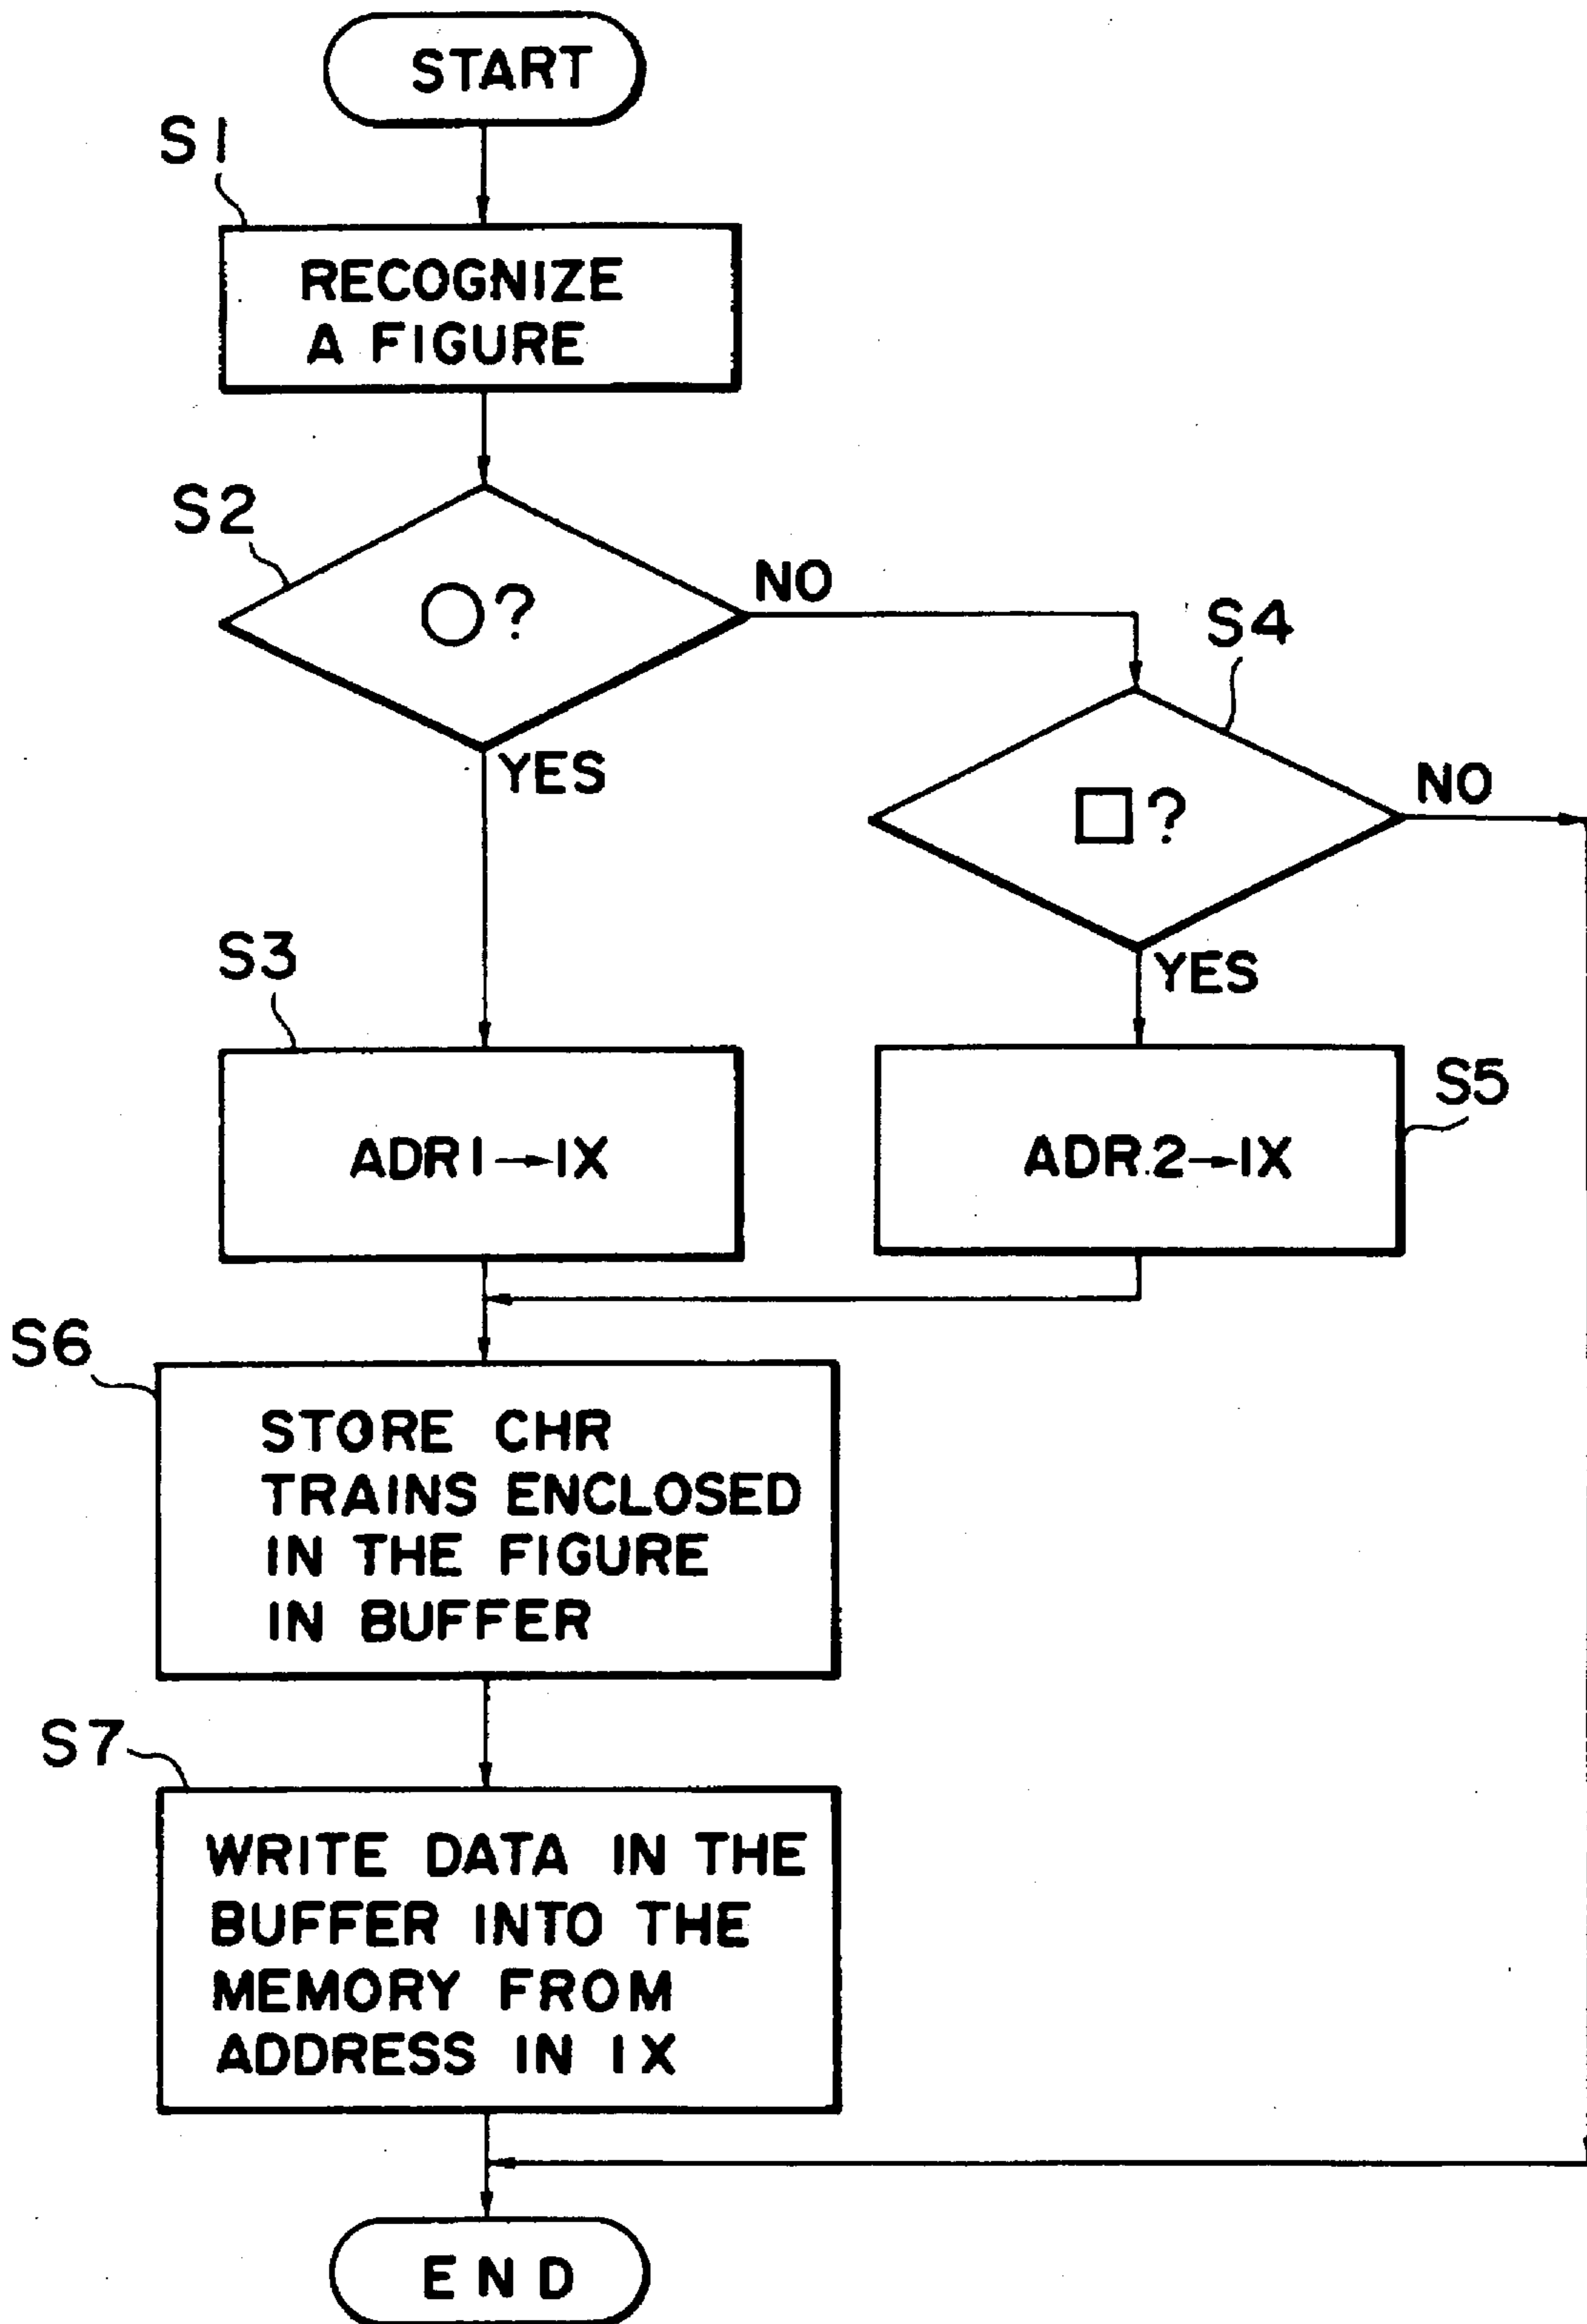 START
S1
RECOGNIZE
A FIGURE
S2
○?
NO
YES
S4
□?
NO
YES
S3
ADR1→IX
S5
ADR.2→IX
S6
STORE CHR
TRAINS ENCLOSED
IN THE FIGURE
IN BUFFER
S7
WRITE DATA IN THE
BUFFER INTO THE
MEMORY FROM
ADDRESS IN IX
END